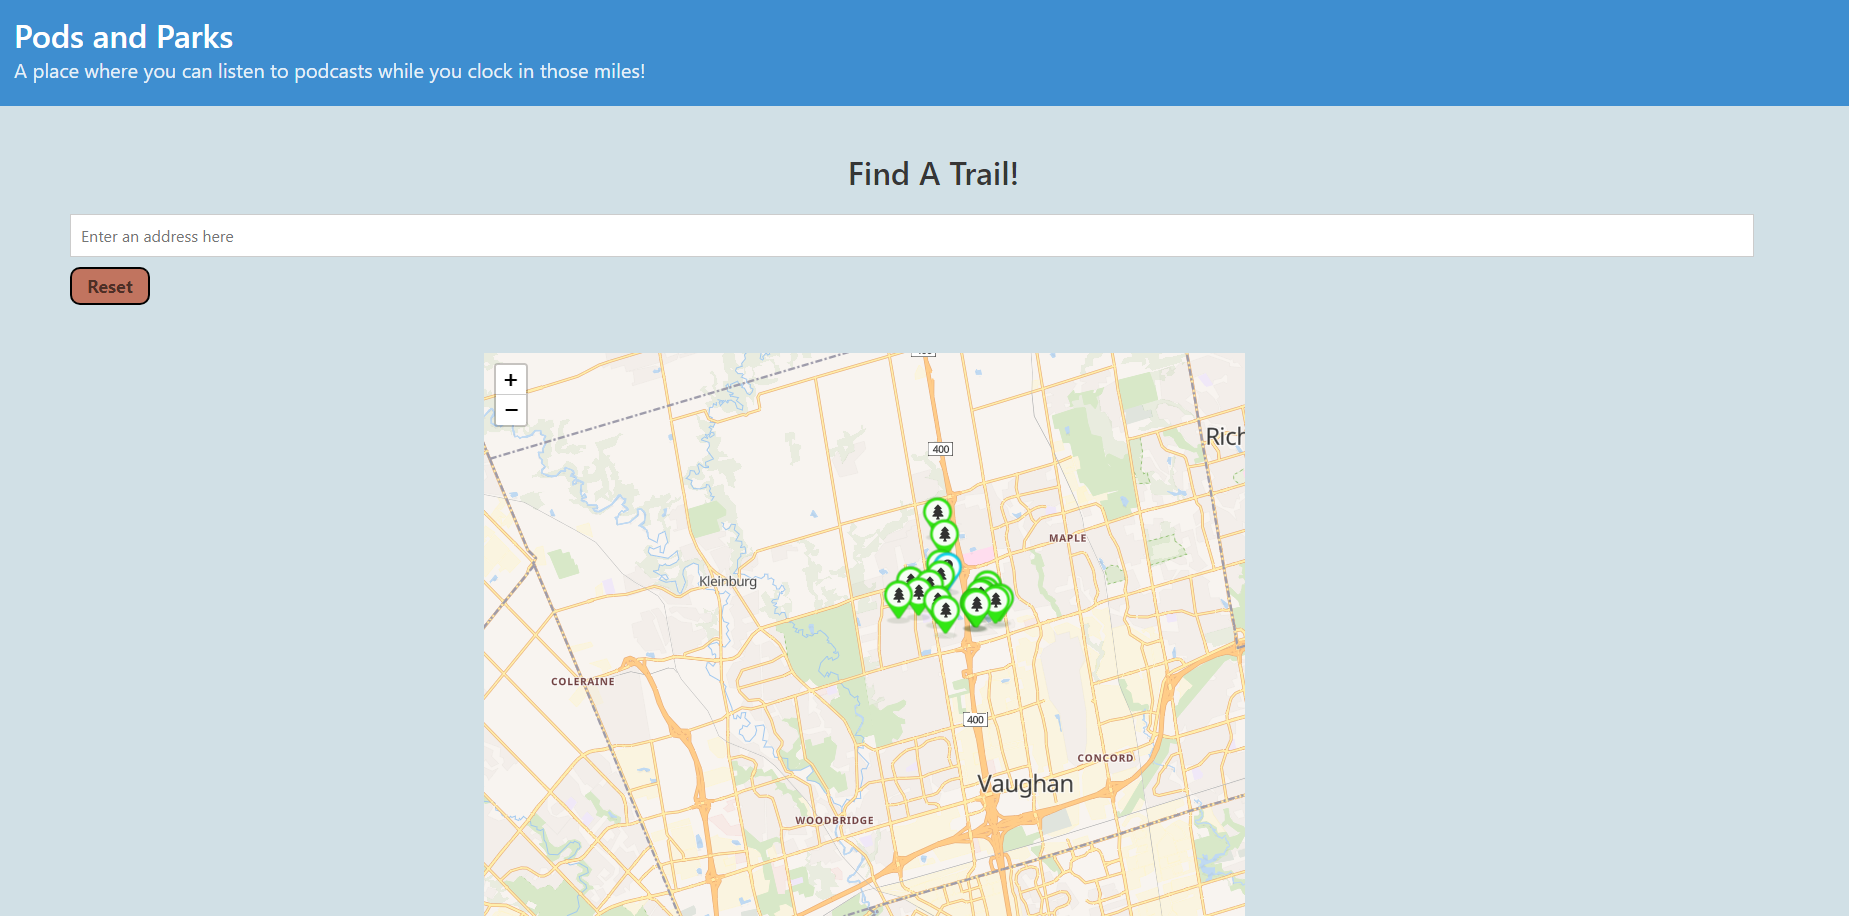 Pods and Parks
A place where you can listen to podcasts while you clock in those miles!
Find A Trail!
Enter an address here
Reset
+
−
400
Rich
400
MAPLE
Kleinburg
COLERAINE
400
CONCORD
Vaughan
WOODBRIDGE